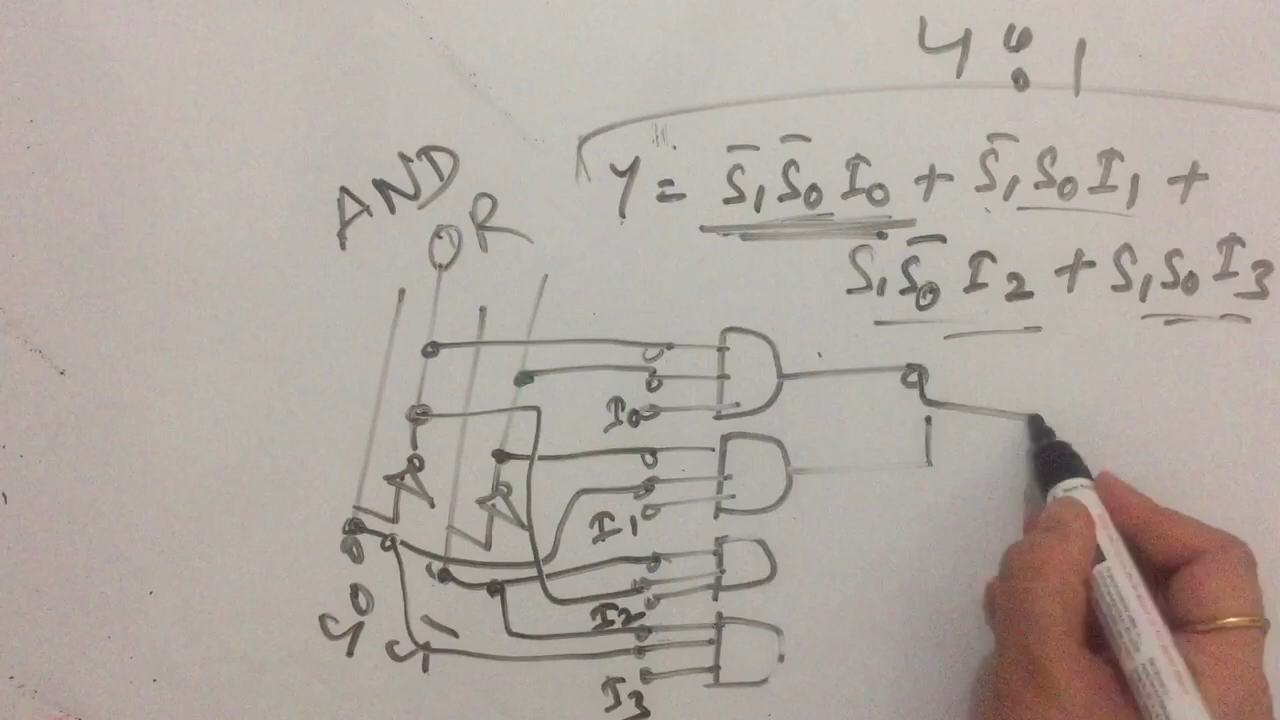 4:1
Y = S̅₁S̅₀I₀ + S̅₁S₀I₁ +
S₁S̅₀I₂ + S₁S₀I₃
AND
OR
I₀
I₁
I₂
S₀
S₁
I₃